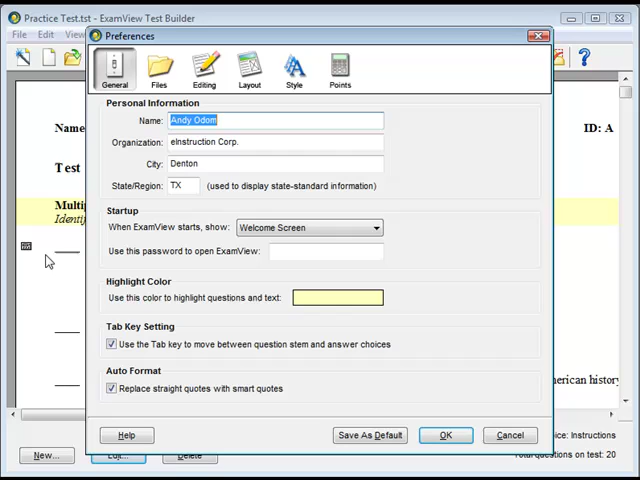 Practice Test.tst - ExamView Test Builder
File Edit View
Preferences
General Files Editing Layout Style Points
Personal Information
Name: Andy Odom
Name
ID: A
Organization: eInstruction Corp.
City: Denton
Test
State/Region: TX (used to display state-standard information)
Multip
Startup
Identif
When ExamView starts, show: Welcome Screen
Use this password to open ExamView:
Highlight Color
Use this color to highlight questions and text:
Tab Key Setting
Use the Tab key to move between question stem and answer choices
Auto Format
Replace straight quotes with smart quotes
nerican history
Help Save As Default OK Cancel
ice: Instructions
New... Edit... Delete
Total questions on test: 20